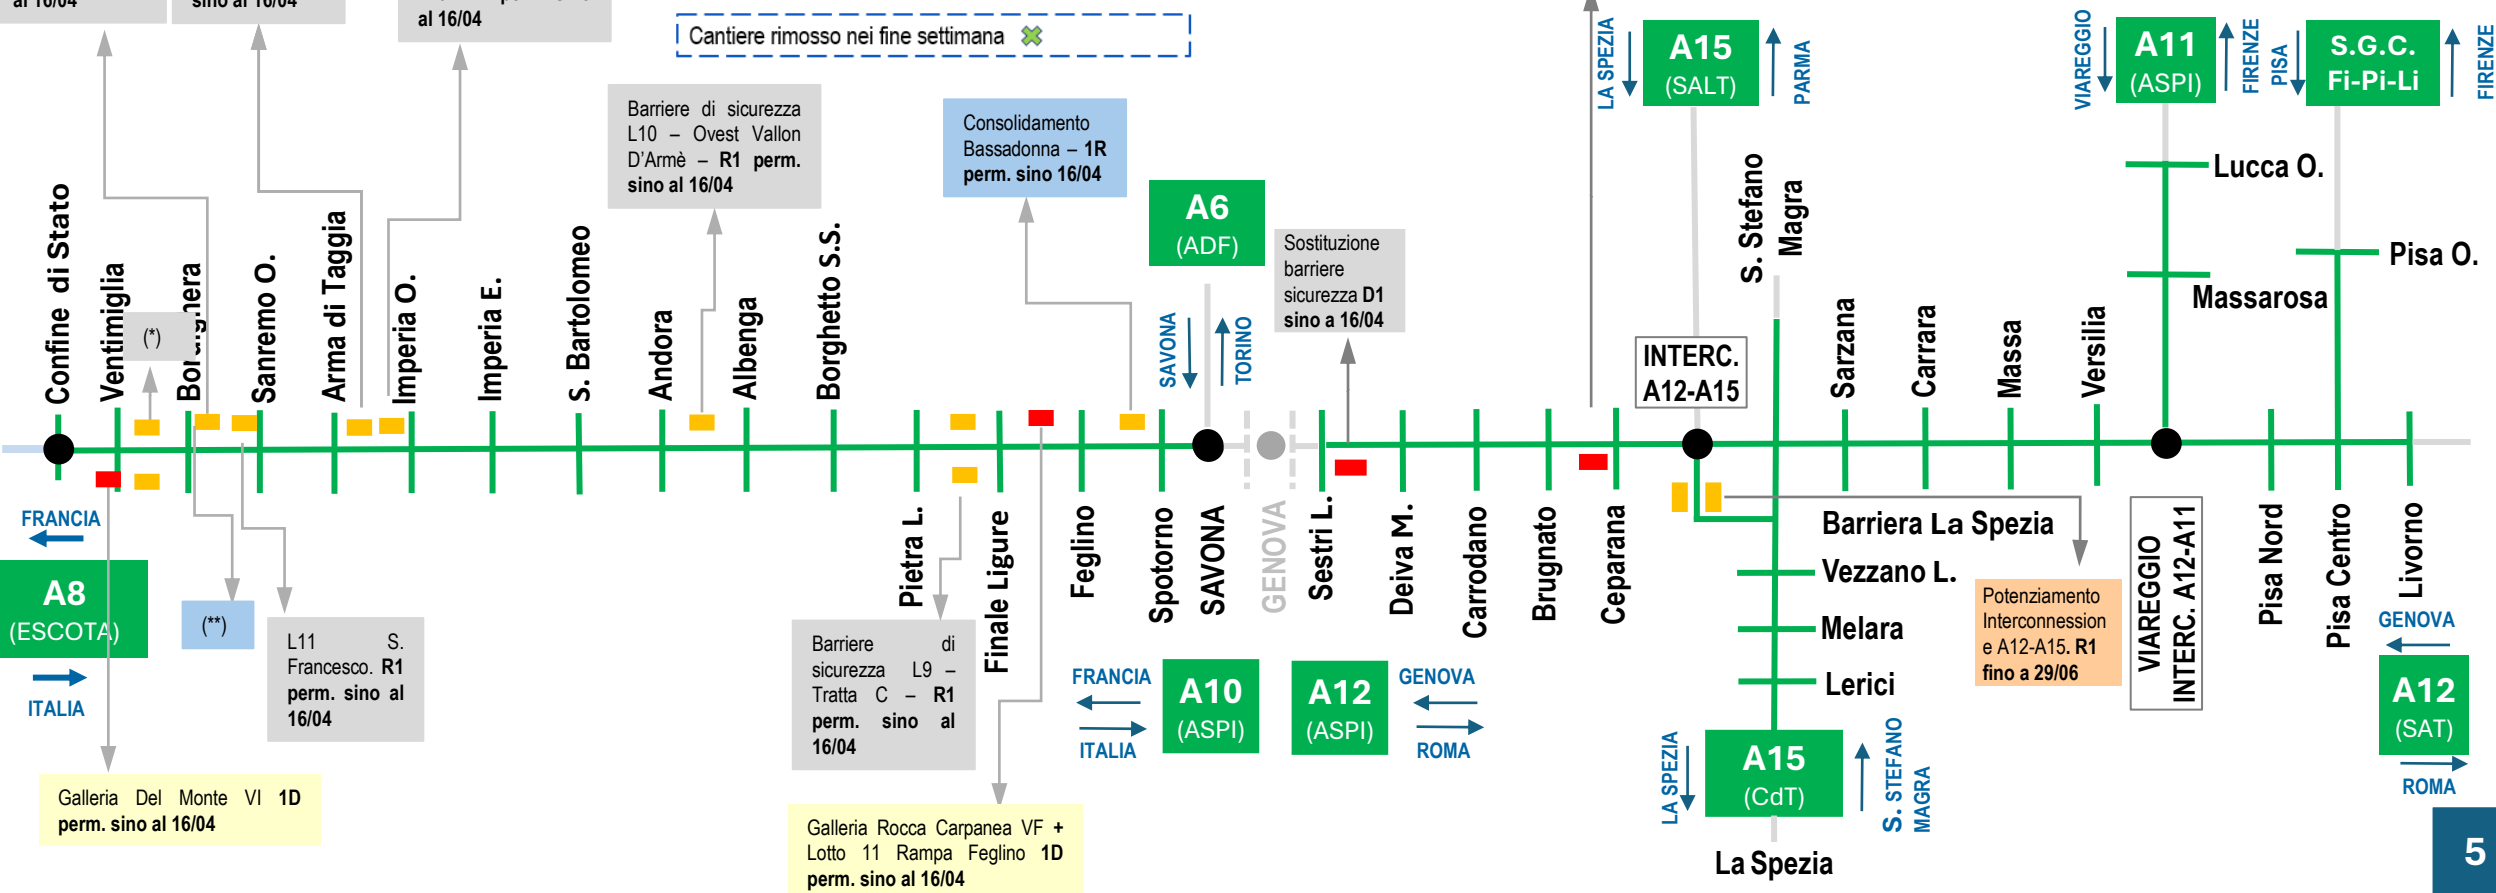 al 16/04
sino al 16/04
al 16/04
Cantiere rimosso nei fine settimana
LA SPEZIA
A15
(SALT)
PARMA
VIAREGGIO
A11
(ASPI)
FIRENZE
PISA
S.G.C.
Fi-Pi-Li
FIRENZE
Barriere di sicurezza
L10 – Ovest Vallon
D'Armè – R1 perm.
sino al 16/04
Consolidamento
Bassadonna – 1R
perm. sino 16/04
A6
(ADF)
SAVONA
TORINO
Sostituzione
barriere
sicurezza D1
sino a 16/04
S. Stefano
Magra
Lucca O.
Massarosa
Pisa O.
INTERC.
A12-A15
Confine di Stato
Ventimiglia
(*)
Bordighera
Sanremo O.
Arma di Taggia
Imperia O.
Imperia E.
S. Bartolomeo
Andora
Albenga
Borghetto S.S.
Sarzana
Carrara
Massa
Versilia
Pietra L.
Finale Ligure
Feglino
Spotorno
SAVONA
GENOVA
Sestri L.
Deiva M.
Carrodano
Brugnato
Ceparana
Barriera La Spezia
Vezzano L.
Melara
Lerici
VIAREGGIO
INTERC. A12-A11
Pisa Nord
Pisa Centro
Livorno
FRANCIA
A8
(ESCOTA)
ITALIA
(**)
L11 S.
Francesco. R1
perm. sino al
16/04
Barriere di
sicurezza L9 –
Tratta C – R1
perm. sino al
16/04
Potenziamento
Interconnession
e A12-A15. R1
fino a 29/06
FRANCIA
ITALIA
A10
(ASPI)
A12
(ASPI)
GENOVA
ROMA
GENOVA
A12
(SAT)
ROMA
LA SPEZIA
A15
(CdT)
S. STEFANO
MAGRA
La Spezia
Galleria Del Monte VI 1D
perm. sino al 16/04
Galleria Rocca Carpanea VF +
Lotto 11 Rampa Feglino 1D
perm. sino al 16/04
5